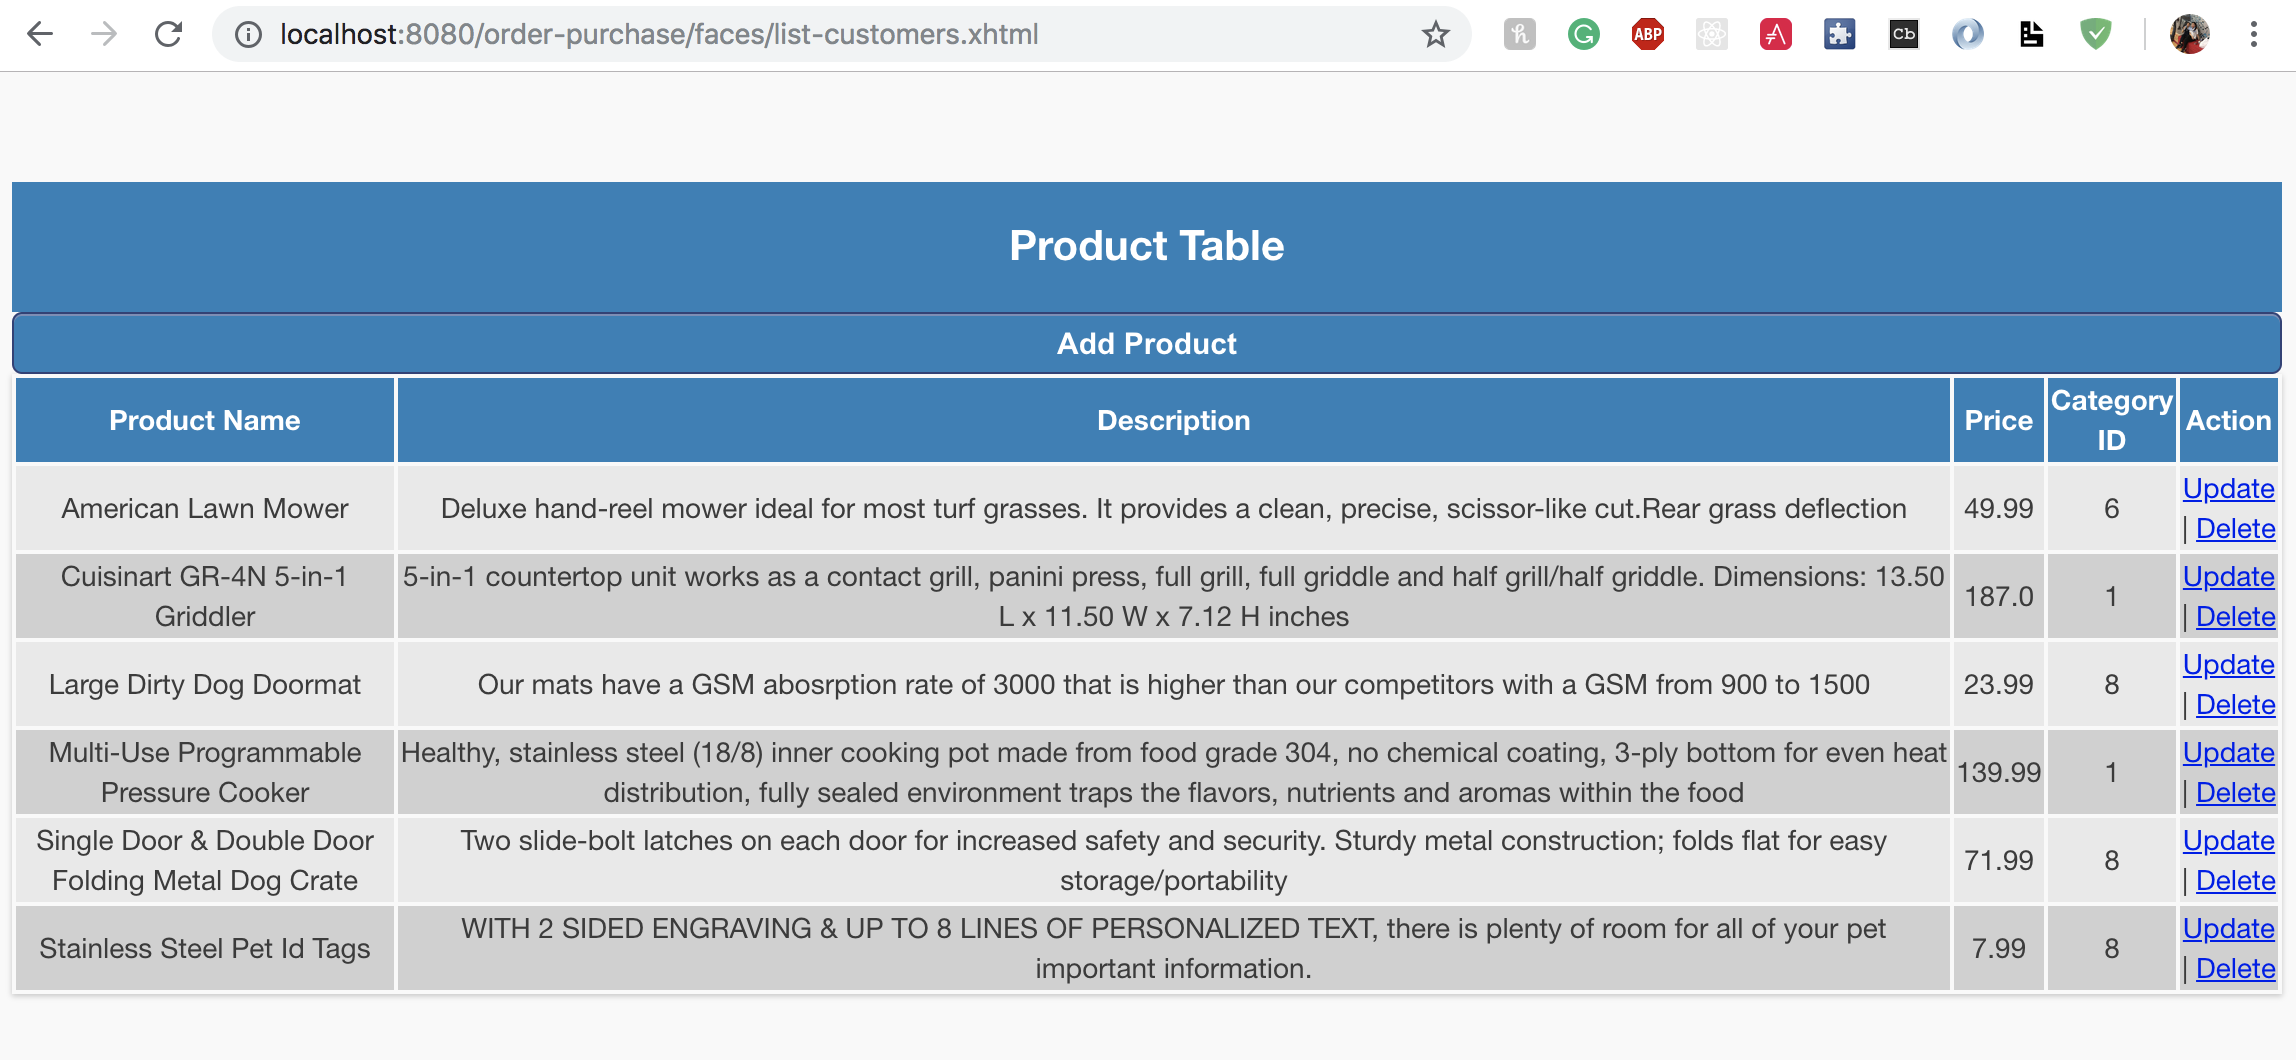 localhost:8080/order-purchase/faces/list-customers.xhtml
ABP
Cb
Product Table
Add Product
Product Name
Description
Price
Category
ID
Action
American Lawn Mower
Deluxe hand-reel mower ideal for most turf grasses. It provides a clean, precise, scissor-like cut.Rear grass deflection
49.99
6
Update
| Delete
Cuisinart GR-4N 5-in-1
Griddler
5-in-1 countertop unit works as a contact grill, panini press, full grill, full griddle and half grill/half griddle. Dimensions: 13.50
L x 11.50 W x 7.12 H inches
187.0
1
Update
| Delete
Large Dirty Dog Doormat
Our mats have a GSM abosrption rate of 3000 that is higher than our competitors with a GSM from 900 to 1500
23.99
8
Update
| Delete
Multi-Use Programmable
Pressure Cooker
Healthy, stainless steel (18/8) inner cooking pot made from food grade 304, no chemical coating, 3-ply bottom for even heat
distribution, fully sealed environment traps the flavors, nutrients and aromas within the food
139.99
1
Update
| Delete
Single Door & Double Door
Folding Metal Dog Crate
Two slide-bolt latches on each door for increased safety and security. Sturdy metal construction; folds flat for easy
storage/portability
71.99
8
Update
| Delete
Stainless Steel Pet Id Tags
WITH 2 SIDED ENGRAVING & UP TO 8 LINES OF PERSONALIZED TEXT, there is plenty of room for all of your pet
important information.
7.99
8
Update
| Delete